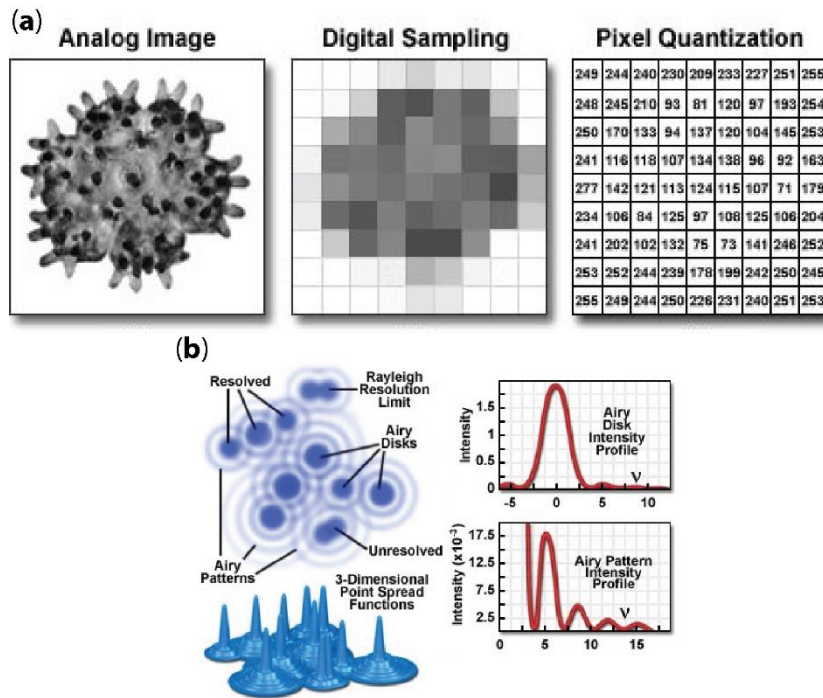 (a)
Analog Image
Digital Sampling
Pixel Quantization
249 244 240 230 209 233 227 251 255
248 245 210 93 81 120 97 193 254
250 170 133 94 137 120 104 145 253
241 116 118 107 134 138 96 92 163
277 142 121 113 124 115 107 71 179
234 106 84 125 97 108 125 106 204
241 202 102 132 75 73 141 246 252
253 252 244 239 178 199 242 250 245
255 249 244 250 226 231 240 251 253
(b)
Resolved
Rayleigh
Resolution
Limit
Airy
Disks
Unresolved
Airy
Patterns
3-Dimensional
Point Spread
Functions
Intensity
1.5
1.0
0.5
0
Airy
Disk
Intensity
Profile
ν
-5 0 5 10
Intensity (x10⁻³)
17.5
12.5
7.5
2.5
Airy Pattern
Intensity
Profile
ν
0 5 10 15